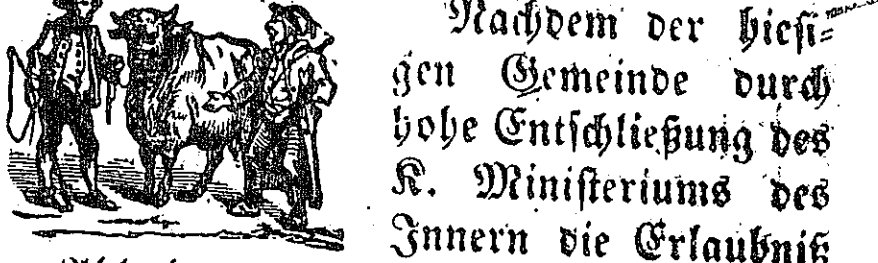 Nachdem der hiesi=
gen Gemeinde durch
hohe Entschließung des
K. Ministeriums des
Innern die Erlaubniß